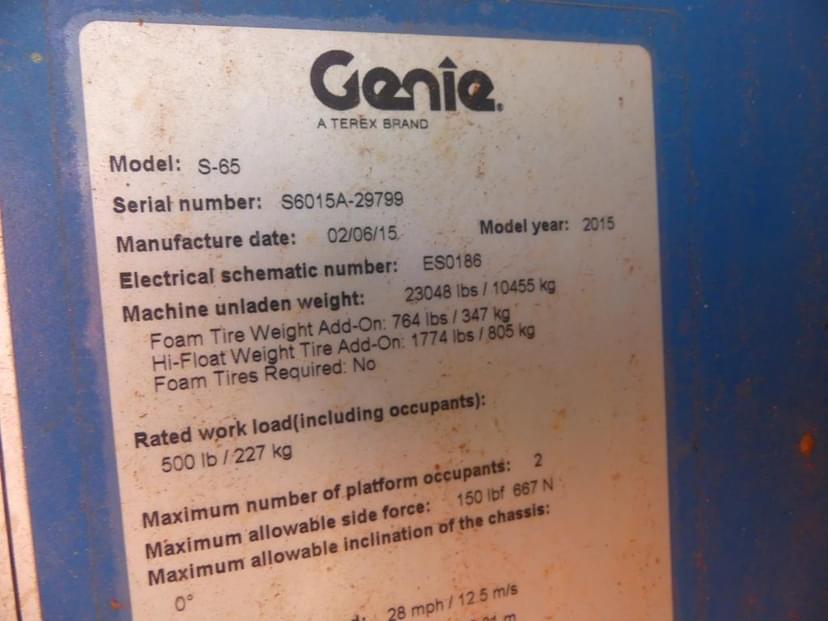 Genie
A TEREX BRAND
Model: S-65
Serial number: S6015A-29799
Manufacture date: 02/06/15 Model year: 2015
Electrical schematic number: ES0186
Machine unladen weight: 23048 lbs / 10455 kg
Foam Tire Weight Add-On: 764 lbs / 347 kg
Hi-Float Weight Tire Add-On: 1774 lbs / 805 kg
Foam Tires Required: No
Rated work load(including occupants):
500 lb / 227 kg
Maximum number of platform occupants: 2
Maximum allowable side force: 150 lbf 667 N
Maximum allowable inclination of the chassis:
0°
28 mph / 12.5 m/s